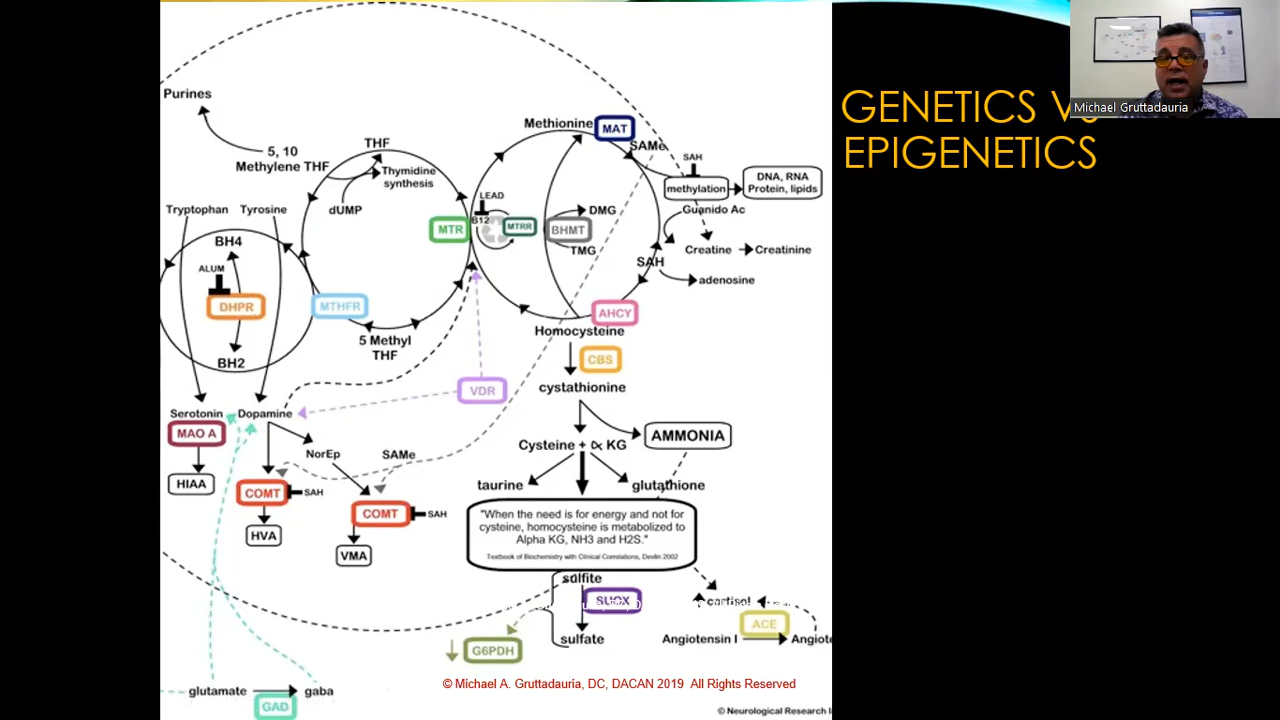 GENETICS V
EPIGENETICS
Michael Gruttadauria
Purines
5, 10
Methylene THF
THF
Thymidine
synthesis
dUMP
Methionine
MAT
SAMe
SAH
methylation
DNA, RNA
Protein, lipids
Guanido Ac
Creatine
Creatinine
SAH
adenosine
Tryptophan
Tyrosine
BH4
ALUM
DHPR
BH2
MTHFR
5 Methyl
THF
MTR
LEAD
B12
MTRR
BHMT
DMG
TMG
AHCY
Homocysteine
CBS
cystathionine
VDR
Serotonin
Dopamine
MAO A
HIAA
NorEp
SAMe
COMT
SAH
HVA
COMT
SAH
VMA
Cysteine + ∝ KG
AMMONIA
taurine
glutathione
"When the need is for energy and not for
cysteine, homocysteine is metabolized to
Alpha KG, NH3 and H2S."
Textbook of Biochemistry with Clinical Correlations, Devlin 2002
sulfite
SUOX
sulfate
G6PDH
cortisol
ACE
Angiotensin I
Angiote
glutamate
gaba
GAD
© Michael A. Gruttadauria, DC, DACAN 2019 All Rights Reserved
© Neurological Research I